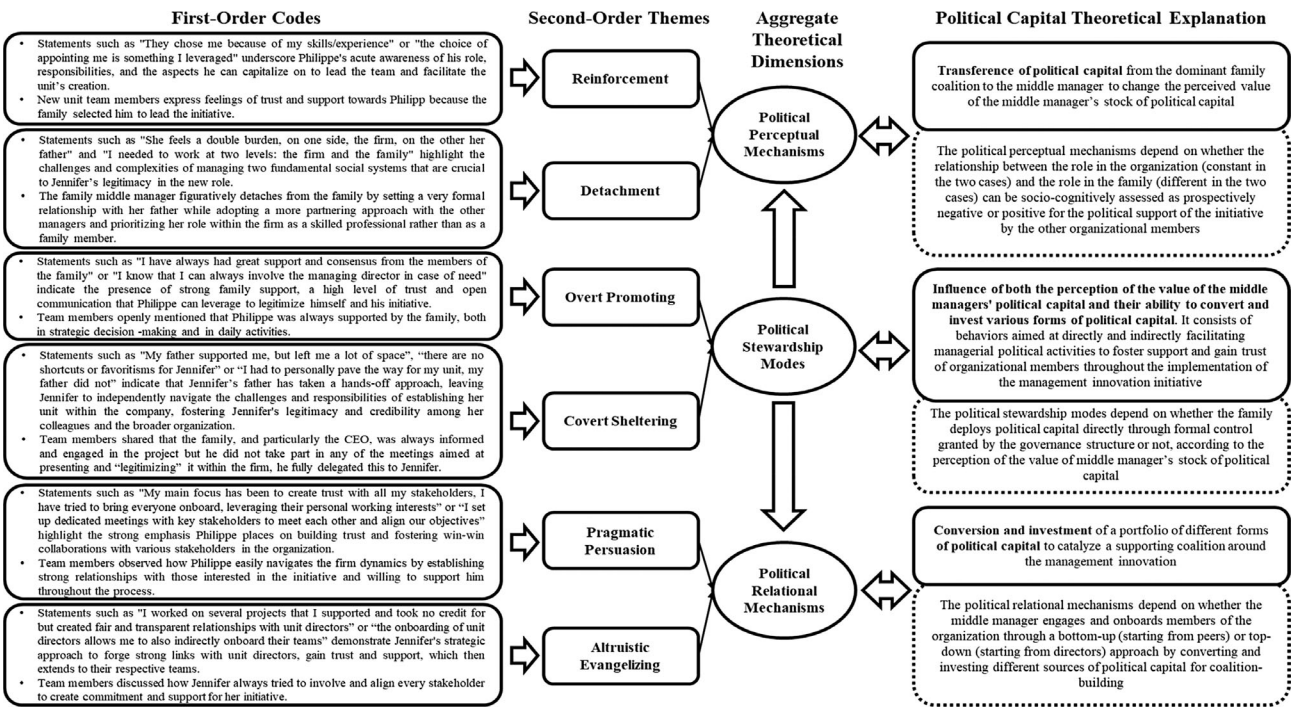 First-Order Codes
• Statements such as "They chose me because of my skills/experience" or "the choice of
appointing me is something I leveraged" underscore Philippe's acute awareness of his role,
responsibilities, and the aspects he can capitalize on to lead the team and facilitate the
unit's creation.
• New unit team members express feelings of trust and support towards Philipp because the
family selected him to lead the initiative.
• Statements such as "She feels a double burden, on one side, the firm, on the other her
father" and "I needed to work at two levels: the firm and the family" highlight the
challenges and complexities of managing two fundamental social systems that are crucial
to Jennifer's legitimacy in the new role.
• The family middle manager figuratively detaches from the family by setting a very formal
relationship with her father while adopting a more partnering approach with the other
managers and prioritizing her role within the firm as a skilled professional rather than as a
family member.
• Statements such as "I have always had great support and consensus from the members of
the family" or "I know that I can always involve the managing director in case of need"
indicate the presence of strong family support, a high level of trust and open
communication that Philippe can leverage to legitimize himself and his initiative.
• Team members openly mentioned that Philippe was always supported by the family, both
in strategic decision -making and in daily activities.
• Statements such as "My father supported me, but left me a lot of space", “there are no
shortcuts or favoritisms for Jennifer” or “I had to personally pave the way for my unit, my
father did not” indicate that Jennifer's father has taken a hands-off approach, leaving
Jennifer to independently navigate the challenges and responsibilities of establishing her
unit within the company, fostering Jennifer's legitimacy and credibility among her
colleagues and the broader organization.
• Team members shared that the family, and particularly the CEO, was always informed
and engaged in the project but he did not take part in any of the meetings aimed at
presenting and “legitimizing” it within the firm, he fully delegated this to Jennifer.
• Statements such as "My main focus has been to create trust with all my stakeholders, I
have tried to bring everyone onboard, leveraging their personal working interests” or “I set
up dedicated meetings with key stakeholders to meet each other and align our objectives”
highlight the strong emphasis Philippe places on building trust and fostering win-win
collaborations with various stakeholders in the organization.
• Team members observed how Philippe easily navigates the firm dynamics by establishing
strong relationships with those interested in the initiative and willing to support him
throughout the process.
• Statements such as "I worked on several projects that I supported and took no credit for
but created fair and transparent relationships with unit directors” or “the onboarding of unit
directors allows me to also indirectly onboard their teams” demonstrate Jennifer's strategic
approach to forge strong links with unit directors, gain trust and support, which then
extends to their respective teams.
• Team members discussed how Jennifer always tried to involve and align every stakeholder
to create commitment and support for her initiative.
Second-Order Themes
Reinforcement
Detachment
Overt Promoting
Covert Sheltering
Pragmatic
Persuasion
Altruistic
Evangelizing
Aggregate
Theoretical
Dimensions
Political
Perceptual
Mechanisms
Political
Stewardship
Modes
Political
Relational
Mechanisms
Political Capital Theoretical Explanation
Transference of political capital from the dominant family
coalition to the middle manager to change the perceived value
of the middle manager’s stock of political capital
The political perceptual mechanisms depend on whether the
relationship between the role in the organization (constant in
the two cases) and the role in the family (different in the two
cases) can be socio-cognitively assessed as prospectively
negative or positive for the political support of the initiative
by the other organizational members
Influence of both the perception of the value of the middle
managers' political capital and their ability to convert and
invest various forms of political capital. It consists of
behaviors aimed at directly and indirectly facilitating
managerial political activities to foster support and gain trust
of organizational members throughout the implementation of
the management innovation initiative
The political stewardship modes depend on whether the family
deploys political capital directly through formal control
granted by the governance structure or not, according to the
perception of the value of middle manager’s stock of political
capital
Conversion and investment of a portfolio of different forms
of political capital to catalyze a supporting coalition around
the management innovation
The political relational mechanisms depend on whether the
middle manager engages and onboards members of the
organization through a bottom-up (starting from peers) or top-
down (starting from directors) approach by converting and
investing different sources of political capital for coalition-
building